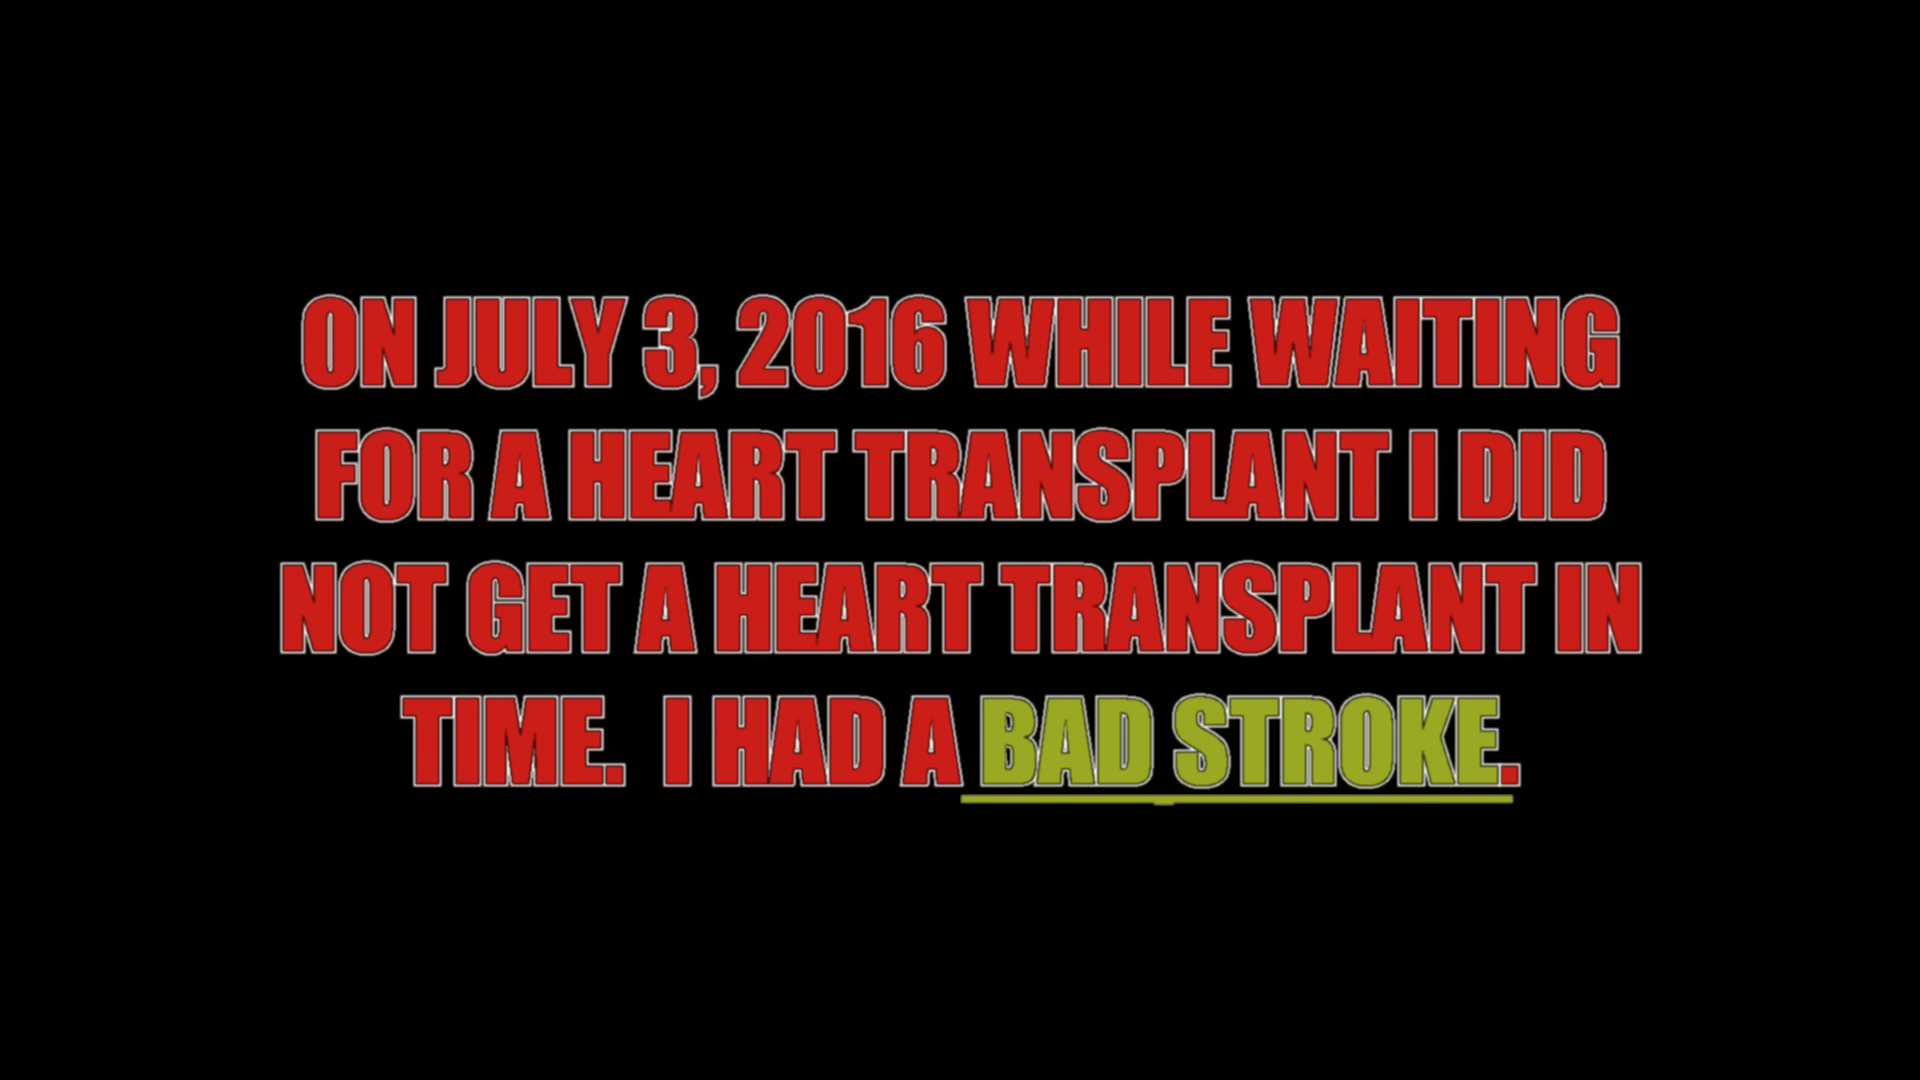 ON JULY 3, 2016 WHILE WAITING
FOR A HEART TRANSPLANT I DID
NOT GET A HEART TRANSPLANT IN
TIME.  I HAD A BAD STROKE.